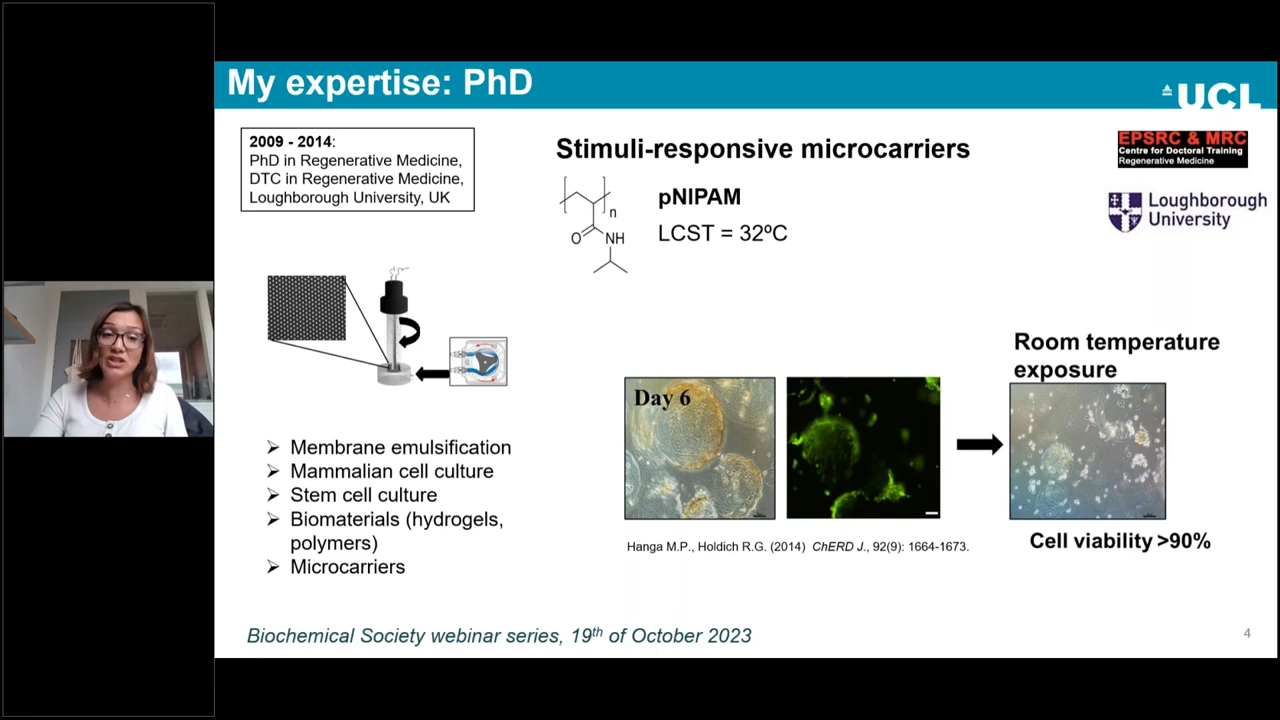 My expertise: PhD
UCL
2009 - 2014:
PhD in Regenerative Medicine,
DTC in Regenerative Medicine,
Loughborough University, UK
Stimuli-responsive microcarriers
EPSRC & MRC
Centre for Doctoral Training
Regenerative Medicine
n
O
NH
pNIPAM
LCST = 32ºC
Loughborough
University
Room temperature
exposure
Day 6
➢ Membrane emulsification
➢ Mammalian cell culture
➢ Stem cell culture
➢ Biomaterials (hydrogels,
polymers)
➢ Microcarriers
Hanga M.P., Holdich R.G. (2014) ChERD J., 92(9): 1664-1673.
Cell viability >90%
Biochemical Society webinar series, 19th of October 2023
4